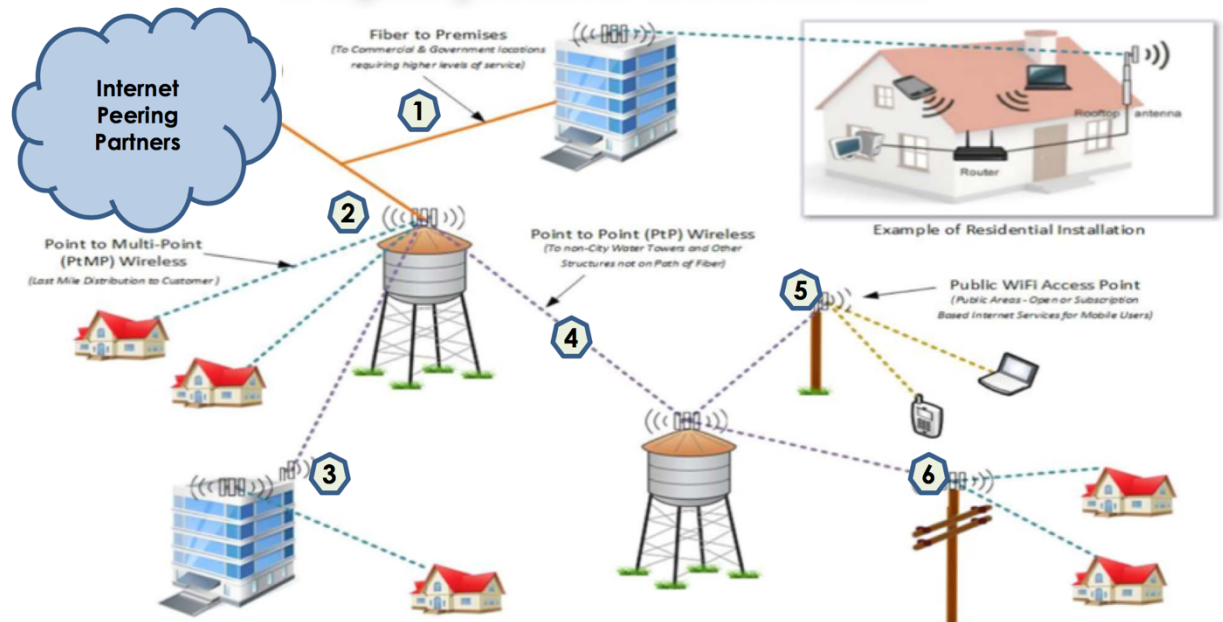 Internet
Peering
Partners
Fiber to Premises
(To Commercial & Government locations
requiring higher levels of service)
1
Rooftop antenna
Router
Example of Residential Installation
2
Point to Multi-Point
(PtMP) Wireless
(Last Mile Distribution to Customer)
Point to Point (PtP) Wireless
(To non-City Water Towers and Other
Structures not on Path of Fiber)
5
Public WiFi Access Point
(Public Areas - Open or Subscription
Based Internet Services for Mobile Users)
4
3
6